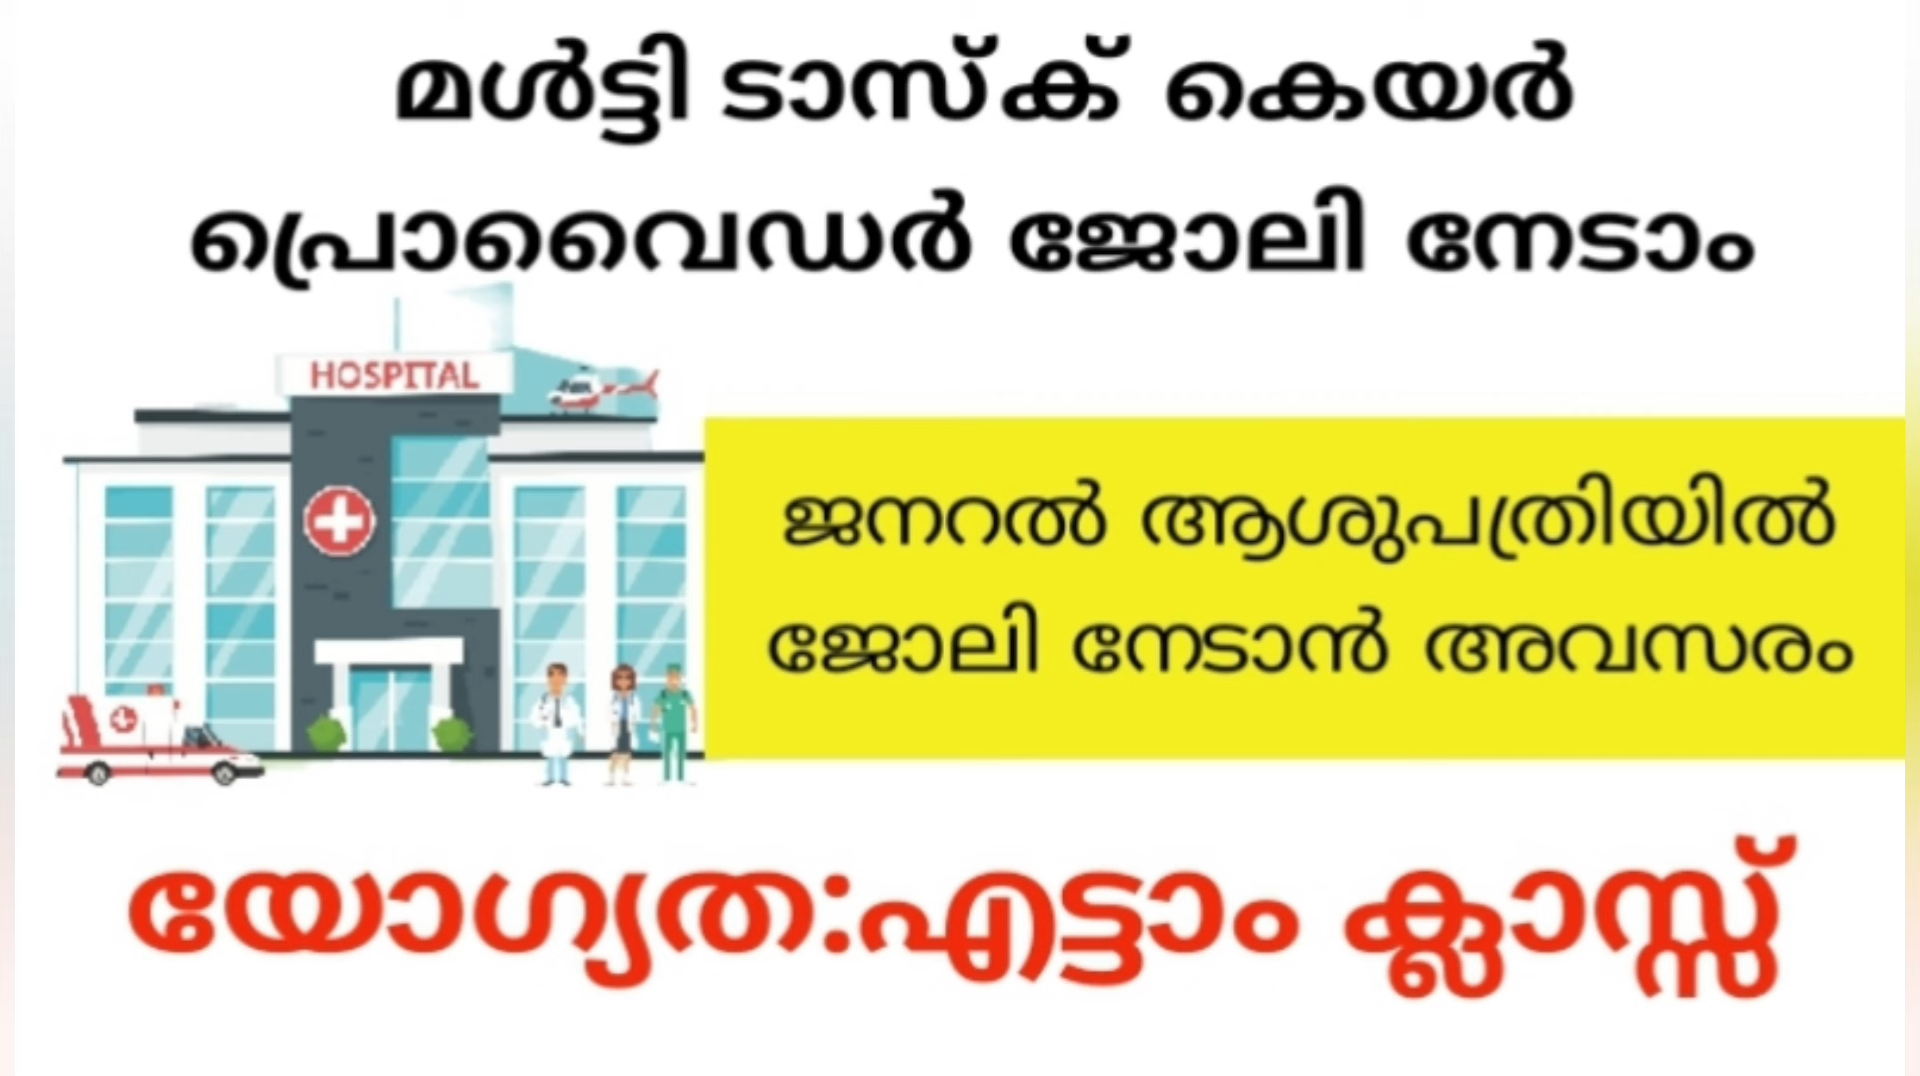 മൾട്ടി ടാസ്ക് കെയർ
പ്രൊവൈഡർ ജോലി നേടാം
HOSPITAL
ജനറൽ ആശുപത്രിയിൽ
ജോലി നേടാൻ അവസരം
യോഗ്യത:എട്ടാം ക്ലാസ്സ്